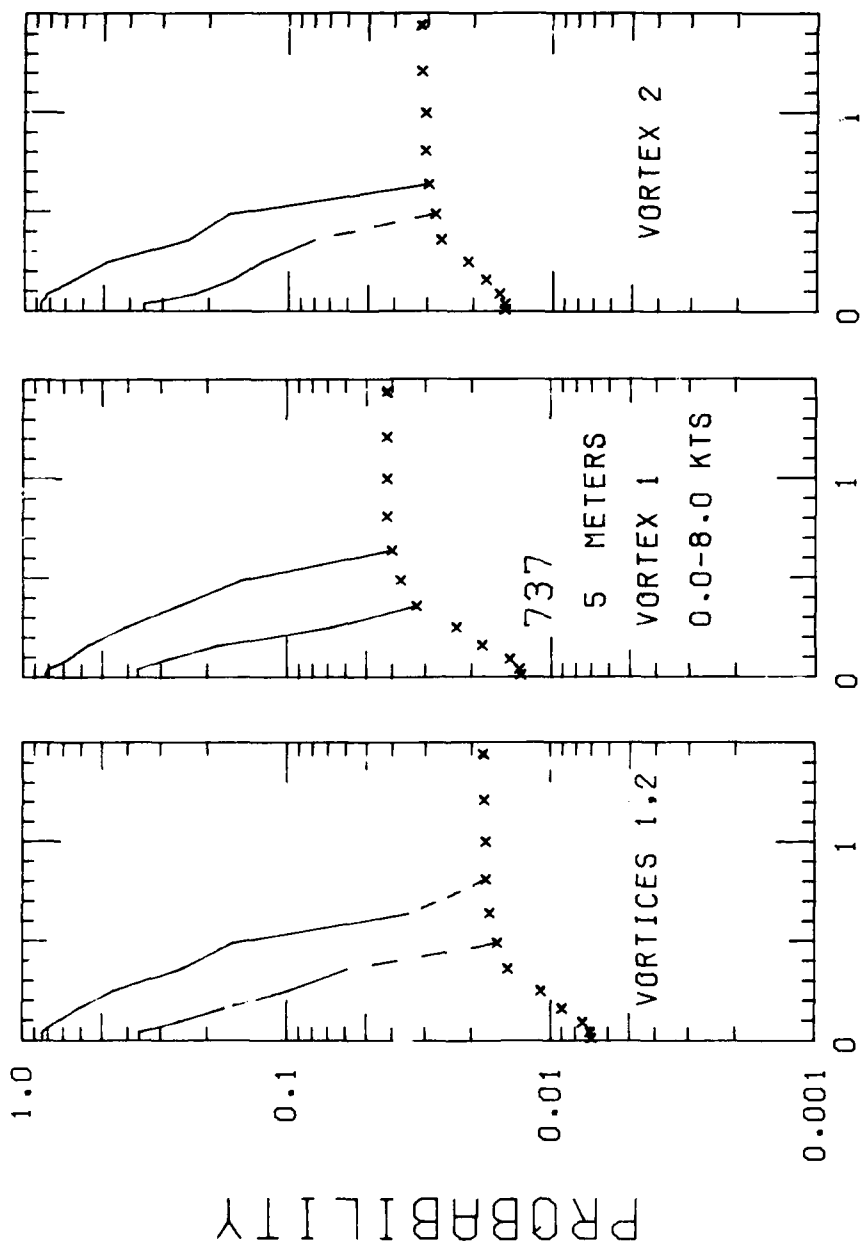 PROBABILITY
1.0
0.1
0.01
0.001
VORTICES 1,2
0
1
737
5 METERS
VORTEX 1
0.0-8.0 KTS
0
1
VORTEX 2
0
1